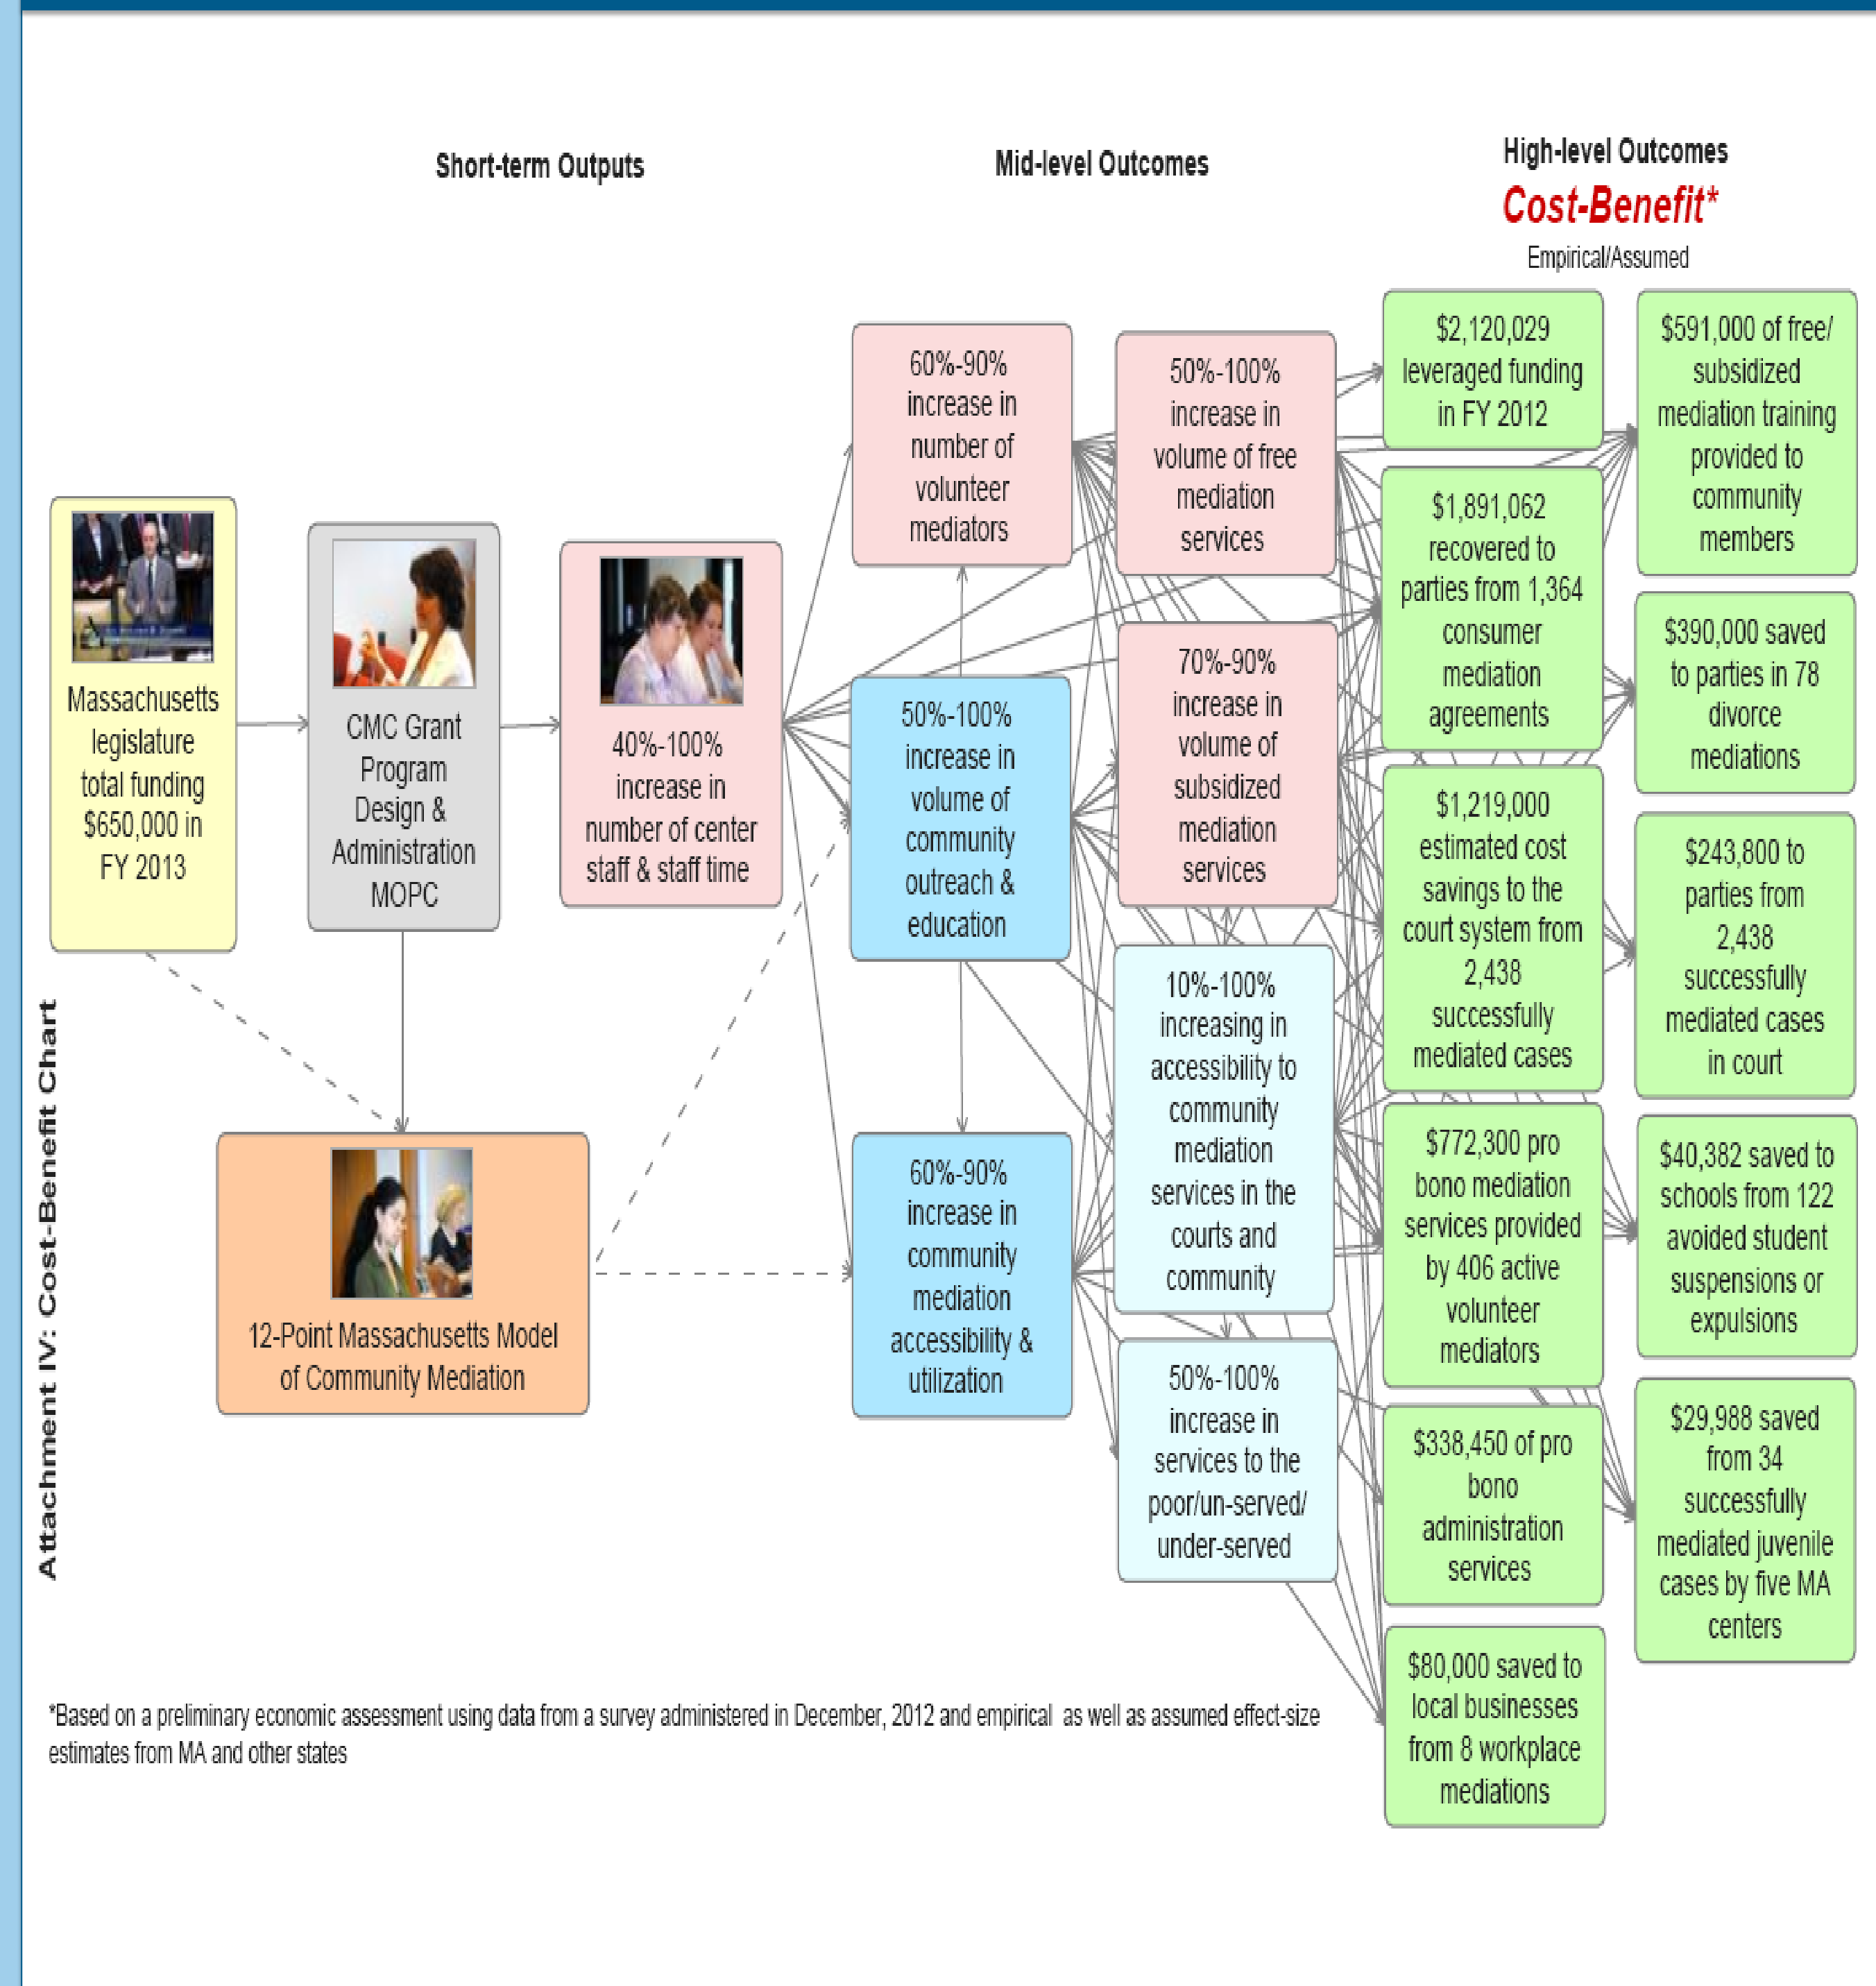 Short-term Outputs
Mid-level Outcomes
High-level Outcomes
Cost-Benefit*
Empirical/Assumed
Massachusetts
legislature
total funding
$650,000 in
FY 2013
CMC Grant
Program
Design &
Administration
MOPC
40%-100%
increase in
number of center
staff & staff time
12-Point Massachusetts Model
of Community Mediation
60%-90%
increase in
number of
volunteer
mediators
50%-100%
increase in
volume of
community
outreach &
education
60%-90%
increase in
community
mediation
accessibility &
utilization
50%-100%
increase in
volume of free
mediation
services
70%-90%
increase in
volume of
subsidized
mediation
services
10%-100%
increasing in
accessibility to
community
mediation
services in the
courts and
community
50%-100%
increase in
services to the
poor/un-served/
under-served
$2,120,029
leveraged funding
in FY 2012
$1,891,062
recovered to
parties from 1,364
consumer
mediation
agreements
$1,219,000
estimated cost
savings to the
court system from
2,438
successfully
mediated cases
$772,300 pro
bono mediation
services provided
by 406 active
volunteer
mediators
$338,450 of pro
bono
administration
services
$80,000 saved to
local businesses
from 8 workplace
mediations
$591,000 of free/
subsidized
mediation training
provided to
community
members
$390,000 saved
to parties in 78
divorce
mediations
$243,800 to
parties from
2,438
successfully
mediated cases
in court
$40,382 saved to
schools from 122
avoided student
suspensions or
expulsions
$29,988 saved
from 34
successfully
mediated juvenile
cases by five MA
centers
Attachment IV: Cost-Benefit Chart
*Based on a preliminary economic assessment using data from a survey administered in December, 2012 and empirical as well as assumed effect-size
estimates from MA and other states